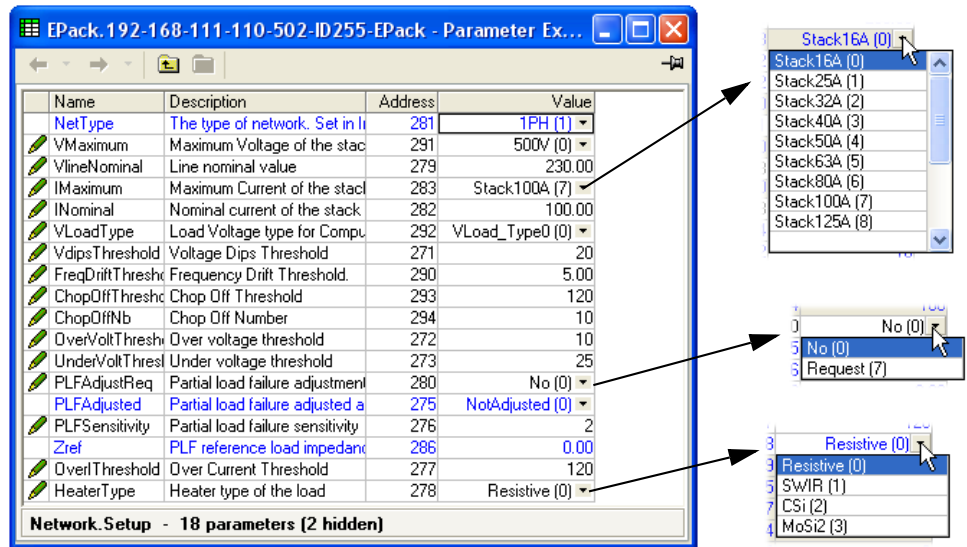 EPack.192-168-111-110-502-ID255-EPack - Parameter Ex...
Name Description Address Value
NetType The type of network. Set in I 281 1PH (1)
VMaximum Maximum Voltage of the stac 291 500V (0)
VlineNominal Line nominal value 279 230.00
IMaximum Maximum Current of the stacl 283 Stack100A (7)
INominal Nominal current of the stack 282 100.00
VLoadType Load Voltage type for Compu 292 VLoad_Type0 (0)
VdipsThreshold Voltage Dips Threshold 271 20
FreqDriftThresho Frequency Drift Threshold. 290 5.00
ChopOffThresho Chop Off Threshold 293 120
ChopOffNb Chop Off Number 294 10
OverVoltThresh Over voltage threshold 272 10
UnderVoltThresl Under voltage threshold 273 25
PLFAdjustReq Partial load failure adjustment 280 No (0)
PLFAdjusted Partial load failure adjusted a 275 NotAdjusted (0)
PLFSensitivity Partial load failure sensitivity 276 2
Zref PLF reference load impedanc 286 0.00
OverIThreshold Over Current Threshold 277 120
HeaterType Heater type of the load 278 Resistive (0)
Network.Setup - 18 parameters (2 hidden)
Stack16A (0)
Stack16A (0)
Stack25A (1)
Stack32A (2)
Stack40A (3)
Stack50A (4)
Stack63A (5)
Stack80A (6)
Stack100A (7)
Stack125A (8)
0 No (0)
5 No (0)
6 Request (7)
8 Resistive (0)
9 Resistive (0)
5 SWIR (1)
7 CSi (2)
4 MoSi2 (3)